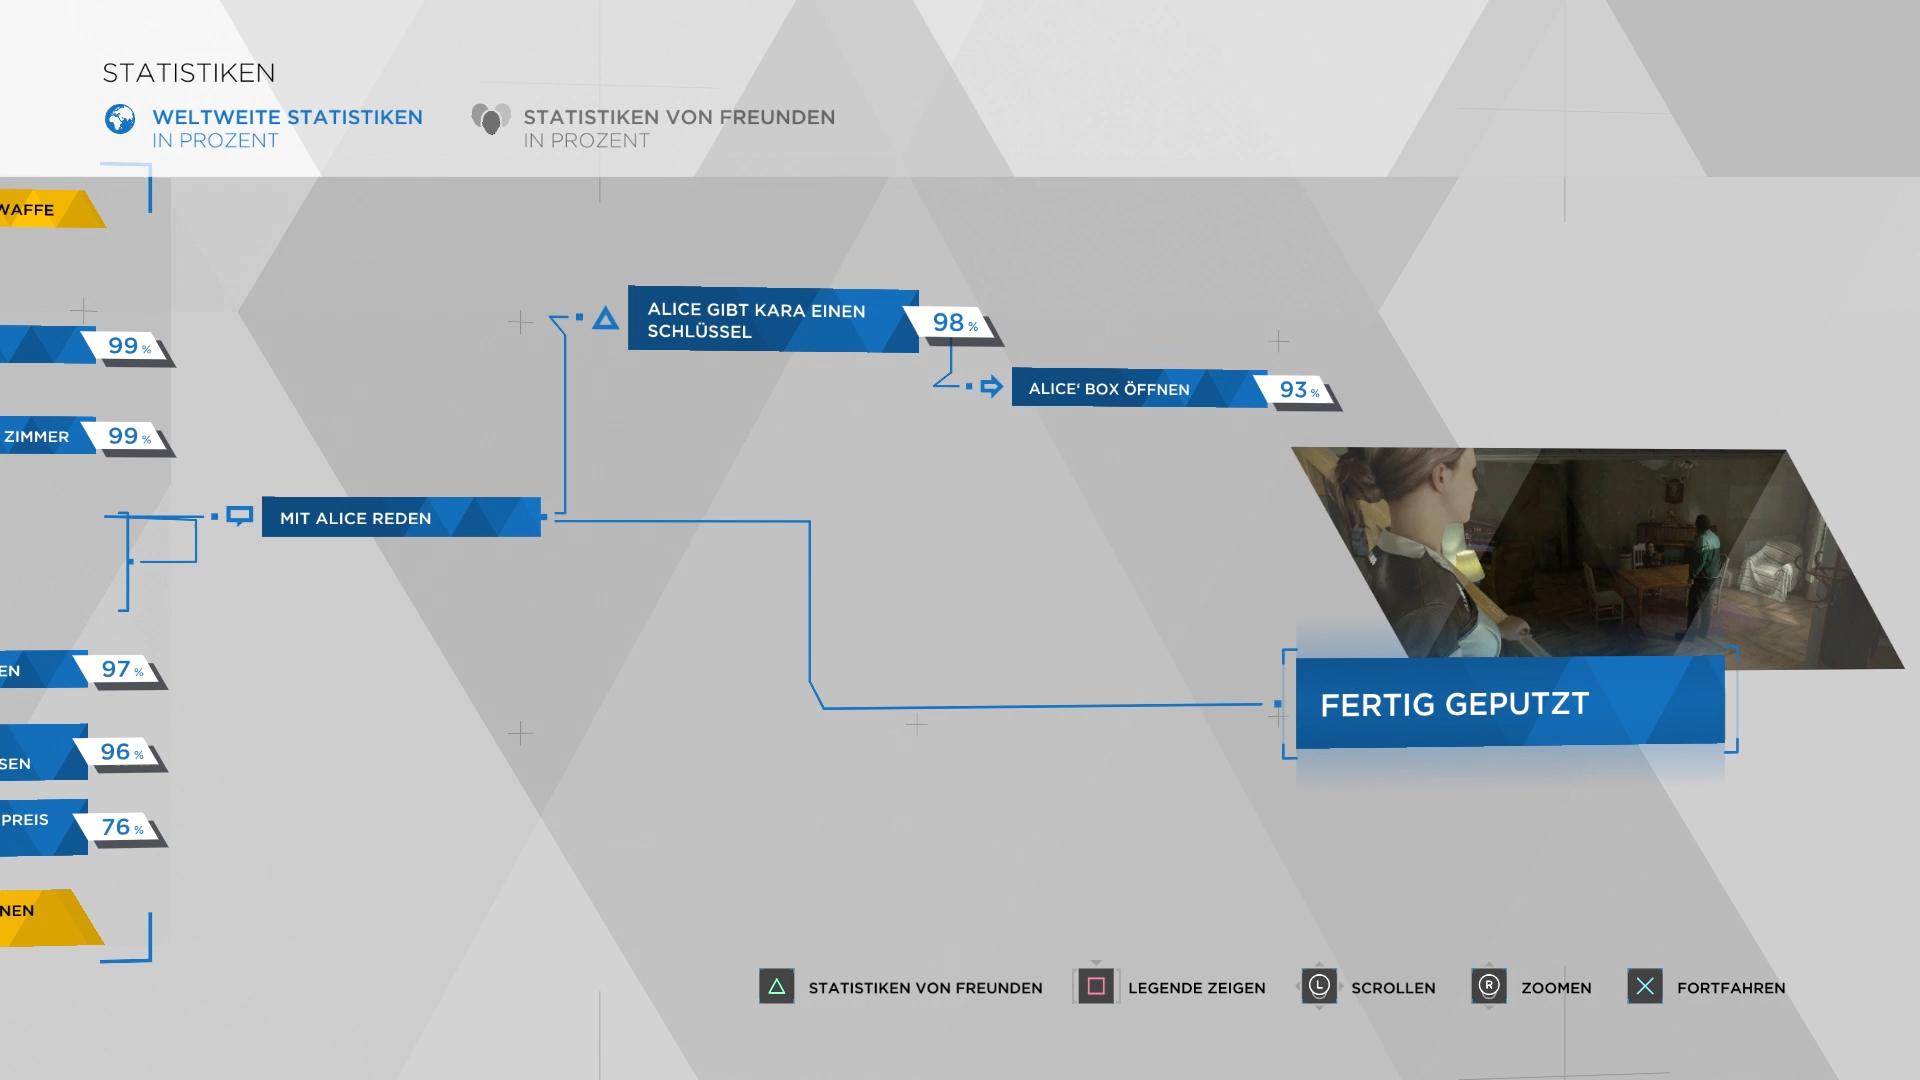 STATISTIKEN
WELTWEITE STATISTIKEN
IN PROZENT
STATISTIKEN VON FREUNDEN
IN PROZENT
WAFFE
99 %
ZIMMER
99 %
MIT ALICE REDEN
ALICE GIBT KARA EINEN
SCHLÜSSEL
98 %
ALICE‘ BOX ÖFFNEN
93 %
EN
97 %
SEN
96 %
PREIS
76 %
NEN
FERTIG GEPUTZT
STATISTIKEN VON FREUNDEN
LEGENDE ZEIGEN
L
SCROLLEN
R
ZOOMEN
FORTFAHREN